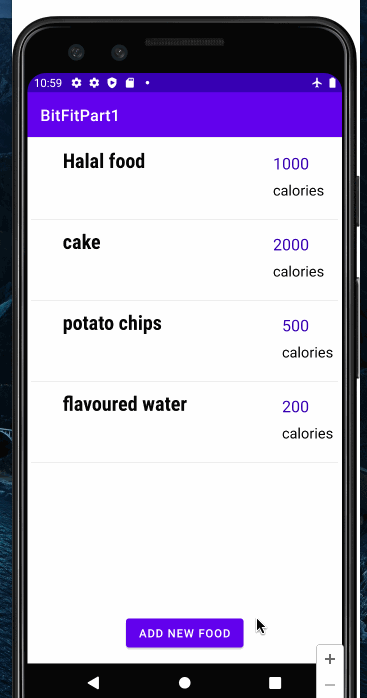 10:59
BitFitPart1
Halal food 1000
calories
cake 2000
calories
potato chips 500
calories
flavoured water 200
calories
ADD NEW FOOD